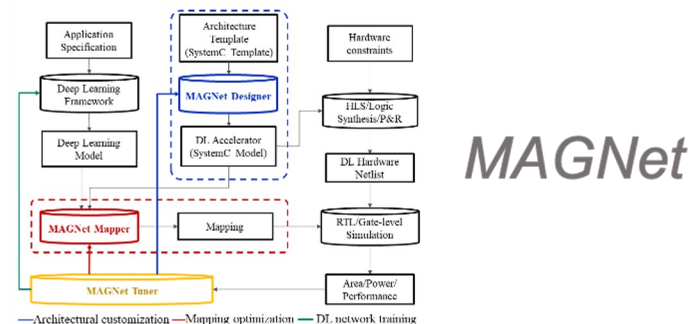 Application
Specification
Deep Learning
Framework
Deep Learning
Model
Architecture
Template
(SystemC Template)
MAGNet Designer
DL Accelerator
(SystemC Model)
Hardware
constraints
HLS/Logic
Synthesis/P&R
DL Hardware
Netlist
MAGNet Mapper
Mapping
RTL/Gate-level
Simulation
MAGNet Tuner
Area/Power/
Performance
Architectural customization
Mapping optimization
DL network training
MAGNet